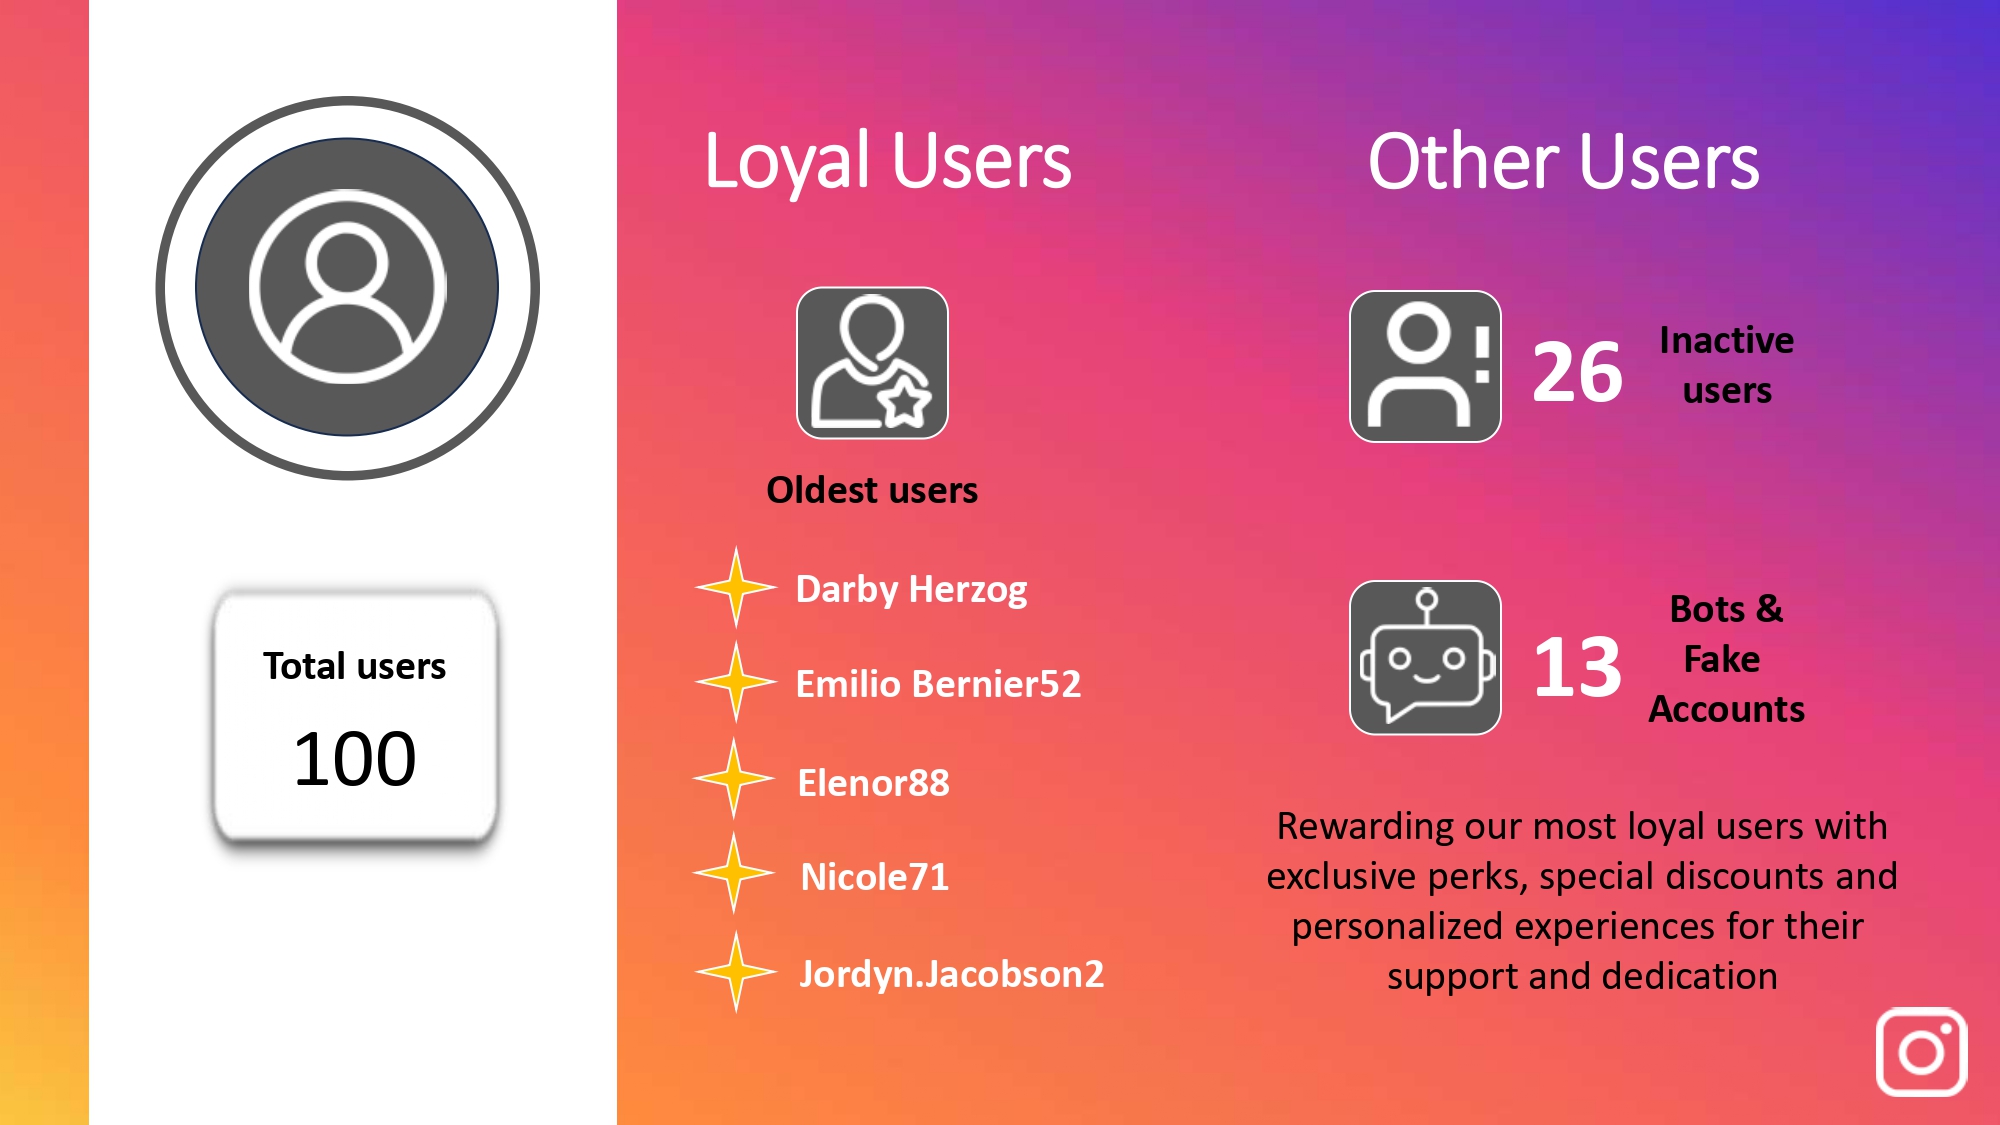 Total users
100
Loyal Users
Oldest users
Darby Herzog
Emilio Bernier52
Elenor88
Nicole71
Jordyn.Jacobson2
Other Users
26
Inactive
users
13
Bots &
Fake
Accounts
Rewarding our most loyal users with
exclusive perks, special discounts and
personalized experiences for their
support and dedication